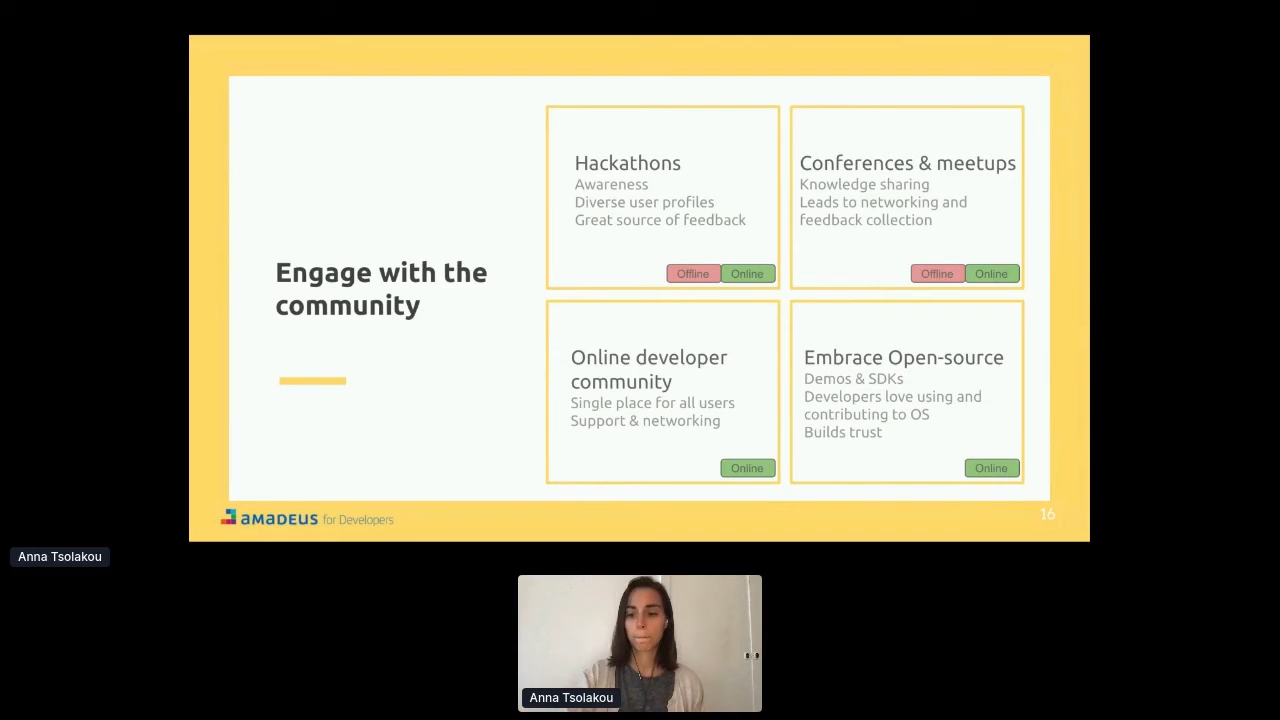 Engage with the
community
Hackathons
Awareness
Diverse user profiles
Great source of feedback
Offline
Online
Conferences & meetups
Knowledge sharing
Leads to networking and
feedback collection
Offline
Online
Online developer
community
Single place for all users
Support & networking
Online
Embrace Open-source
Demos & SDKs
Developers love using and
contributing to OS
Builds trust
Online
amadeus for Developers
16
Anna Tsolakou
Anna Tsolakou